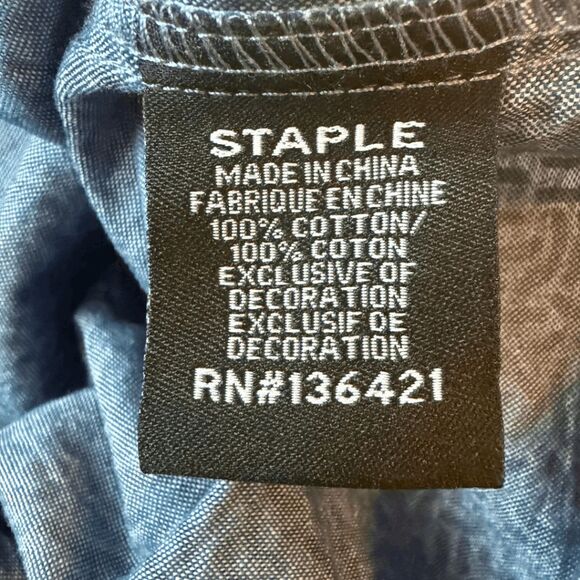 STAPLE
MADE IN CHINA
FABRIQUE EN CHINE
100% COTTON/
100% COTON
EXCLUSIVE OF
DECORATION
EXCLUSIF DE
DECORATION
RN#136421